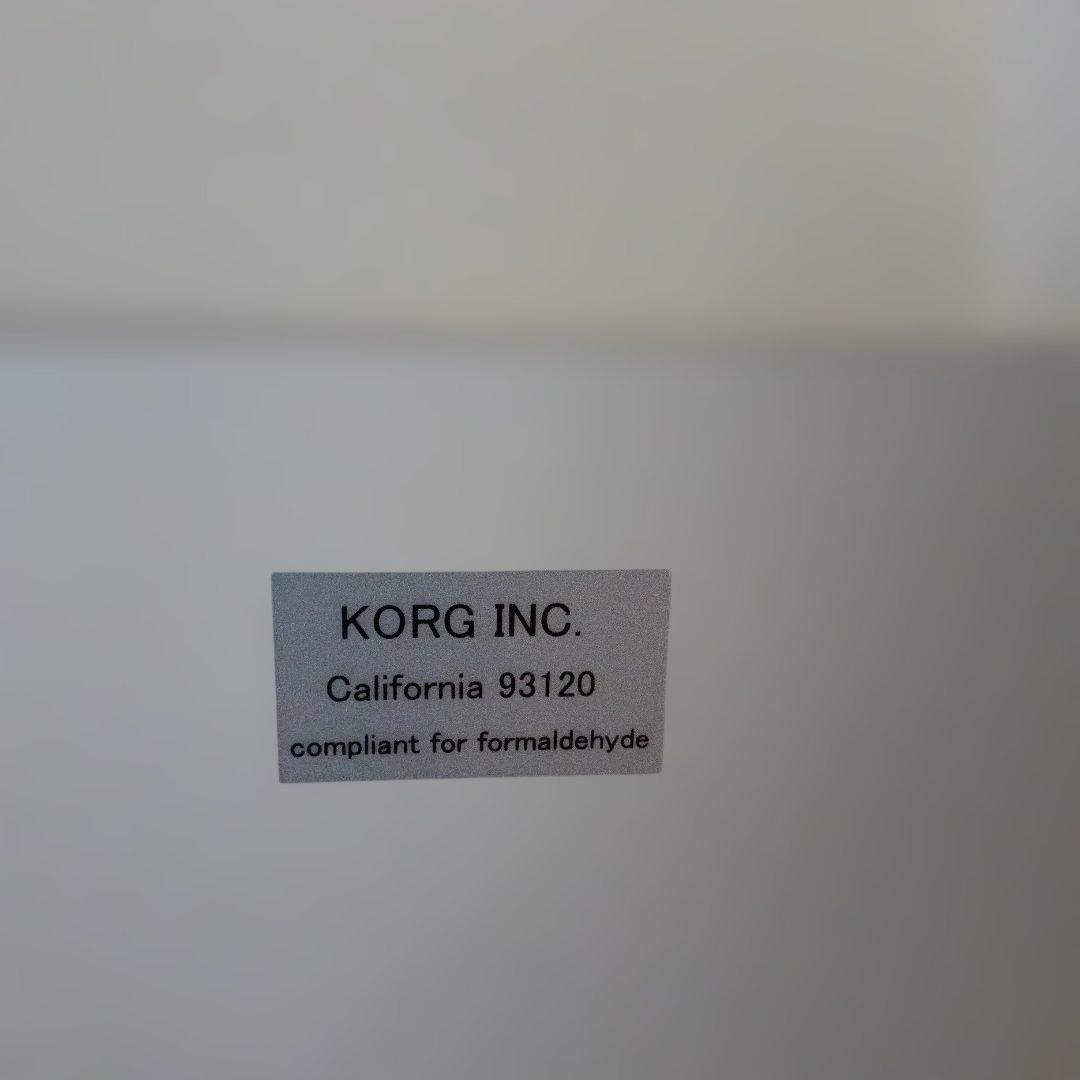 KORG INC.
California 93120
compliant for formaldehyde